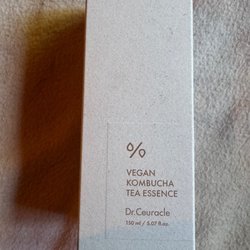 %
VEGAN
KOMBUCHA
TEA ESSENCE
Dr.Ceuracle
150 ml / 5.07 fl.oz.